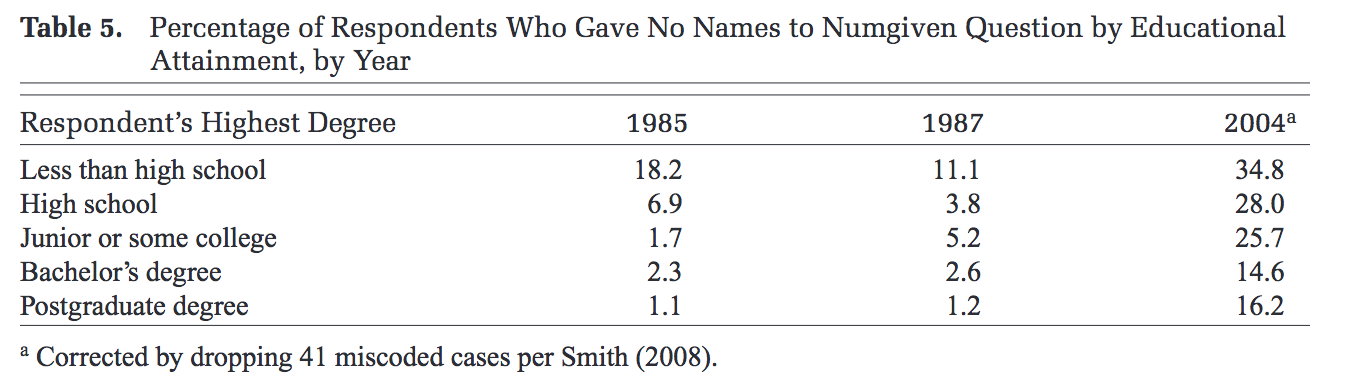 Table 5. Percentage of Respondents Who Gave No Names to Numgiven Question by Educational
Attainment, by Year
Respondent’s Highest Degree 1985 1987 2004a
Less than high school 18.2 11.1 34.8
High school 6.9 3.8 28.0
Junior or some college 1.7 5.2 25.7
Bachelor’s degree 2.3 2.6 14.6
Postgraduate degree 1.1 1.2 16.2
a Corrected by dropping 41 miscoded cases per Smith (2008).